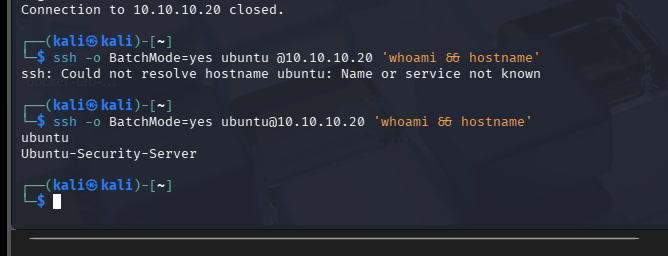 Connection to 10.10.10.20 closed.
┌──(kali㉿kali)-[~]
└─$ ssh -o BatchMode=yes ubuntu @10.10.10.20 'whoami && hostname'
ssh: Could not resolve hostname ubuntu: Name or service not known
┌──(kali㉿kali)-[~]
└─$ ssh -o BatchMode=yes ubuntu@10.10.10.20 'whoami && hostname'
ubuntu
Ubuntu-Security-Server
┌──(kali㉿kali)-[~]
└─$